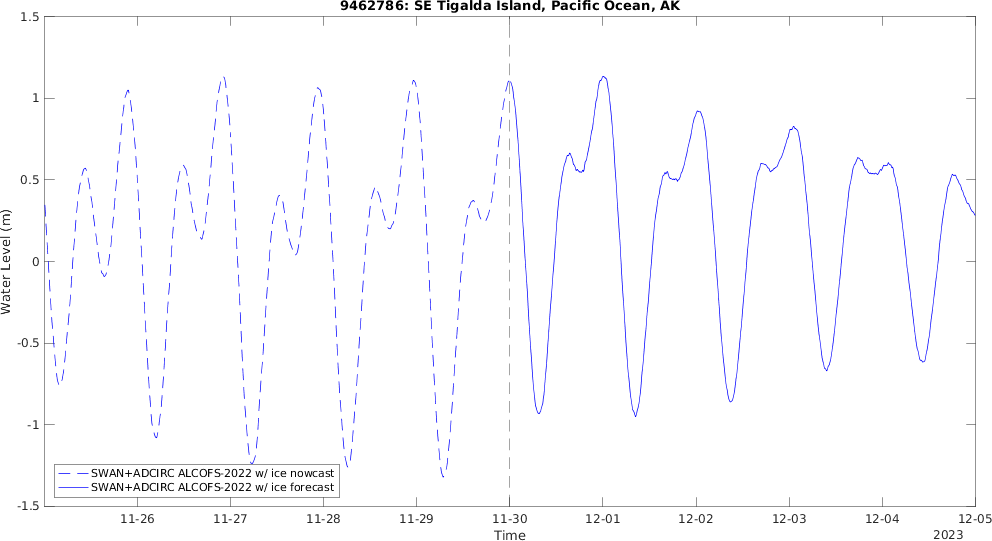 9462786: SE Tigalda Island, Pacific Ocean, AK
1.5
1
0.5
0
-0.5
-1
-1.5
Water Level (m)
SWAN+ADCIRC ALCOFS-2022 w/ ice nowcast
SWAN+ADCIRC ALCOFS-2022 w/ ice forecast
11-26 11-27 11-28 11-29 11-30 12-01 12-02 12-03 12-04 12-05
Time
2023